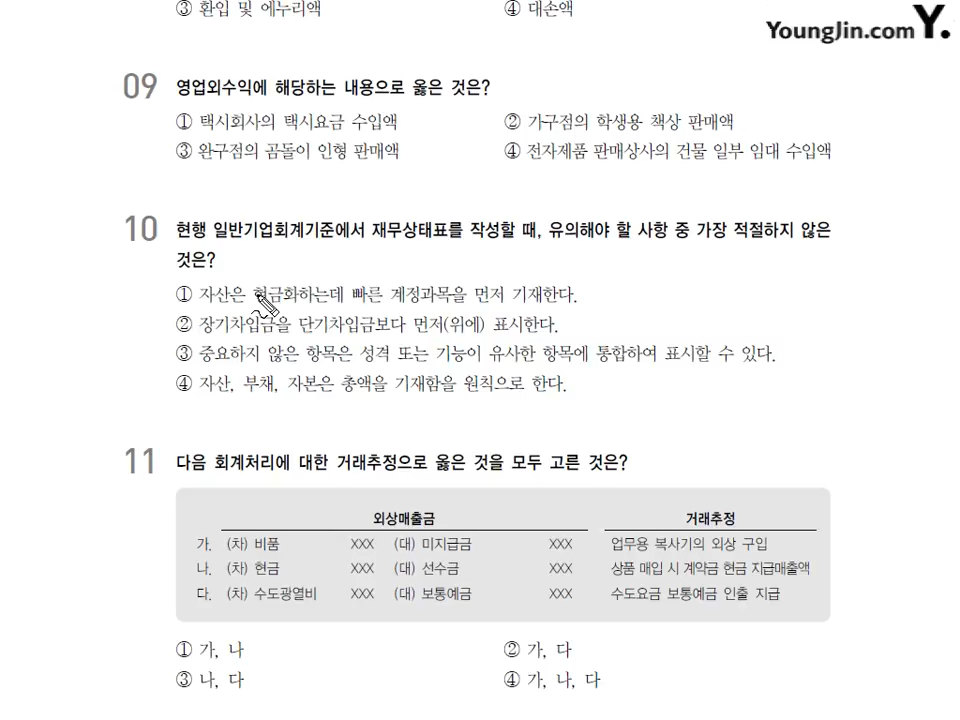 ③ 환입 및 에누리액 ④ 대손액
YoungJin.com Y.
09 영업외수익에 해당하는 내용으로 옳은 것은?
① 택시회사의 택시요금 수입액 ② 가구점의 학생용 책상 판매액
③ 완구점의 곰돌이 인형 판매액 ④ 전자제품 판매상사의 건물 일부 임대 수입액
10 현행 일반기업회계기준에서 재무상태표를 작성할 때, 유의해야 할 사항 중 가장 적절하지 않은
것은?
① 자산은 현금화하는데 빠른 계정과목을 먼저 기재한다.
② 장기차입금을 단기차입금보다 먼저(위에) 표시한다.
③ 중요하지 않은 항목은 성격 또는 기능이 유사한 항목에 통합하여 표시할 수 있다.
④ 자산, 부채, 자본은 총액을 기재함을 원칙으로 한다.
11 다음 회계처리에 대한 거래추정으로 옳은 것을 모두 고른 것은?
외상매출금 거래추정
가. (차) 비품 XXX (대) 미지급금 XXX 업무용 복사기의 외상 구입
나. (차) 현금 XXX (대) 선수금 XXX 상품 매입 시 계약금 현금 지급매출액
다. (차) 수도광열비 XXX (대) 보통예금 XXX 수도요금 보통예금 인출 지급
① 가, 나 ② 가, 다
③ 나, 다 ④ 가, 나, 다